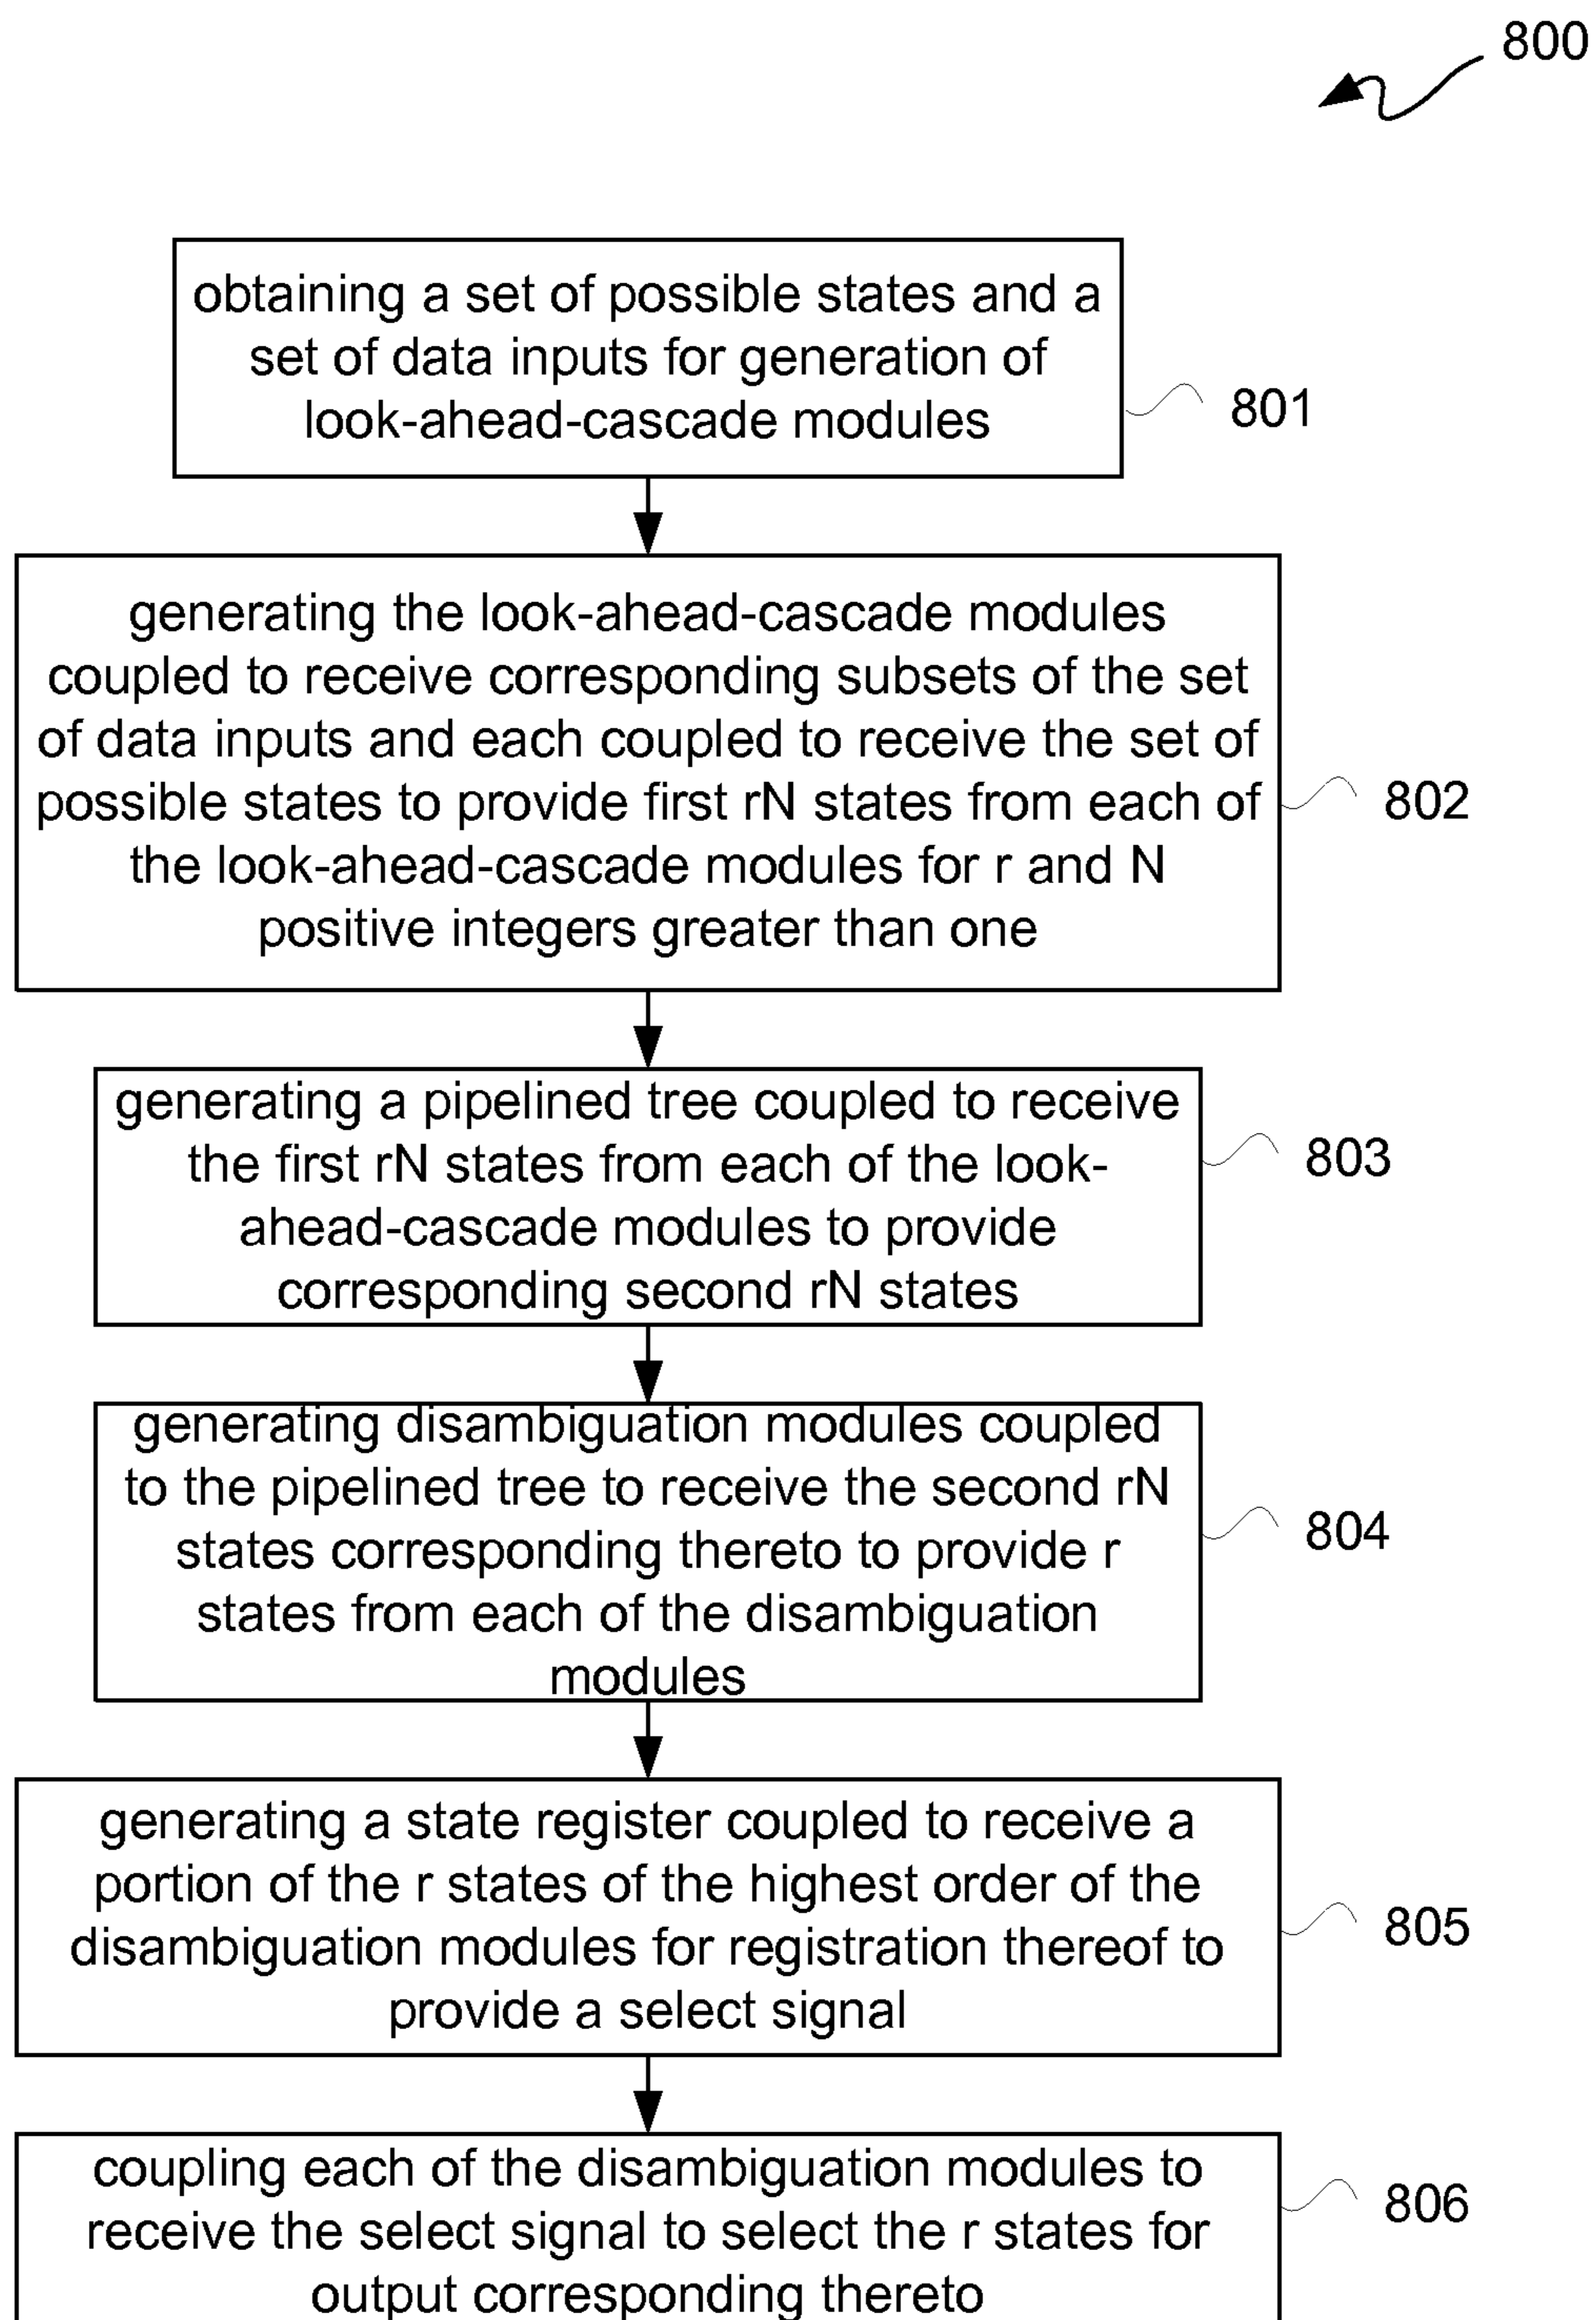 800
obtaining a set of possible states and a
set of data inputs for generation of
look-ahead-cascade modules
801
generating the look-ahead-cascade modules
coupled to receive corresponding subsets of the set
of data inputs and each coupled to receive the set of
possible states to provide first rN states from each of
the look-ahead-cascade modules for r and N
positive integers greater than one
802
generating a pipelined tree coupled to receive
the first rN states from each of the look-
ahead-cascade modules to provide
corresponding second rN states
803
generating disambiguation modules coupled
to the pipelined tree to receive the second rN
states corresponding thereto to provide r
states from each of the disambiguation
modules
804
generating a state register coupled to receive a
portion of the r states of the highest order of the
disambiguation modules for registration thereof to
provide a select signal
805
coupling each of the disambiguation modules to
receive the select signal to select the r states for
output corresponding thereto
806